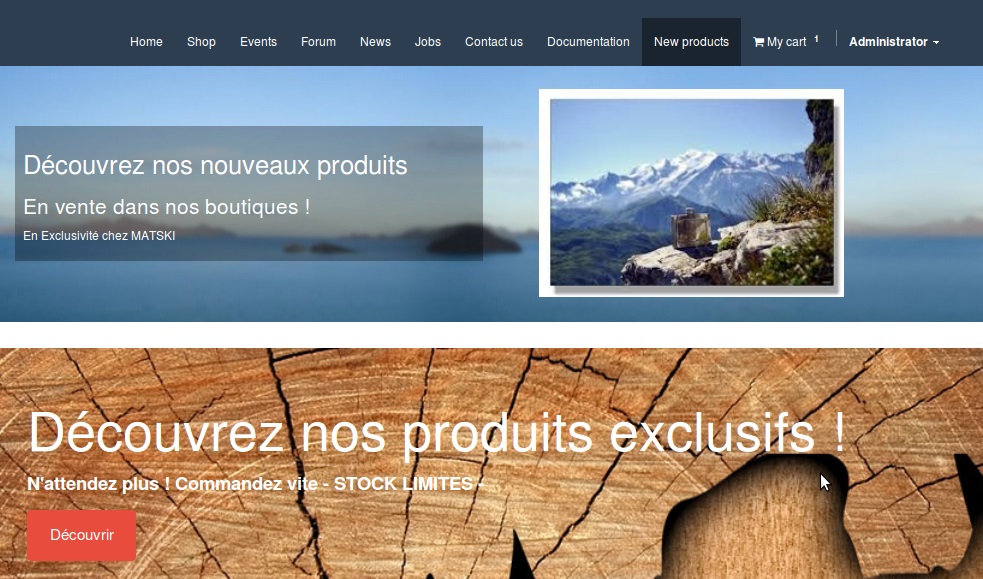 Home Shop Events Forum News Jobs Contact us Documentation New products My cart 1 Administrator
Découvrez nos nouveaux produits
En vente dans nos boutiques !
En Exclusivité chez MATSKI
Découvrez nos produits exclusifs !
N'attendez plus ! Commandez vite - STOCK LIMITES -
Découvrir